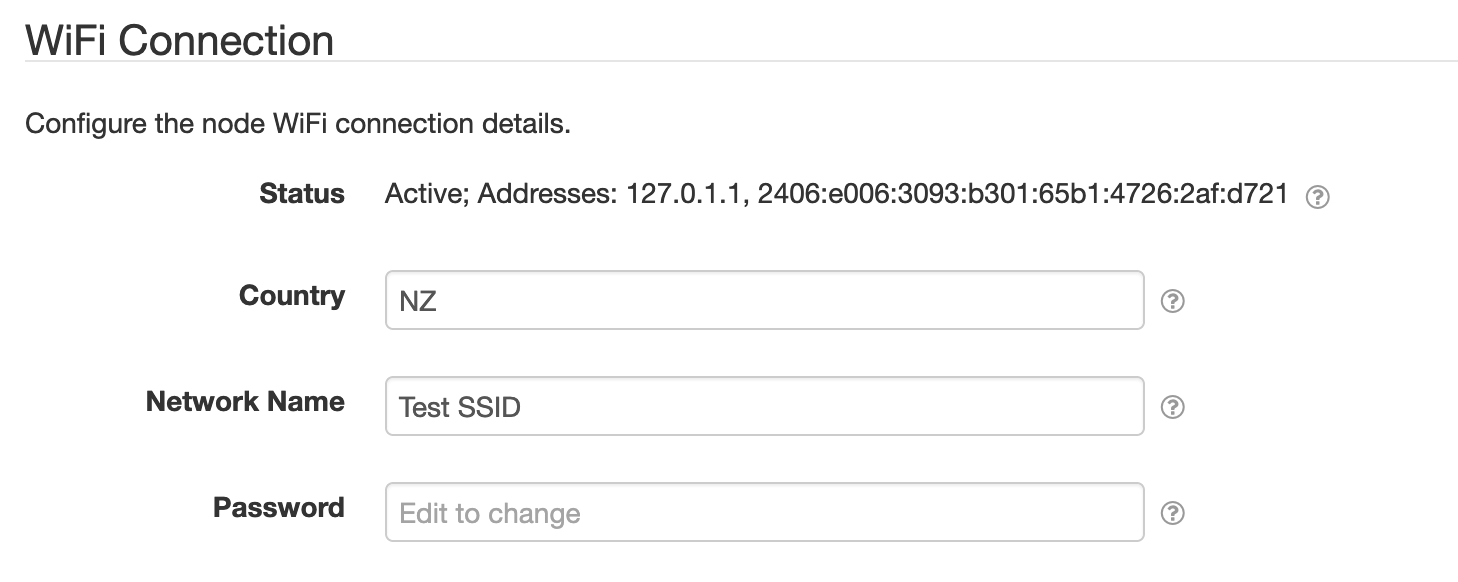 WiFi Connection
Configure the node WiFi connection details.
Status Active; Addresses: 127.0.1.1, 2406:e006:3093:b301:65b1:4726:2af:d721 ?
Country NZ ?
Network Name Test SSID ?
Password Edit to change ?